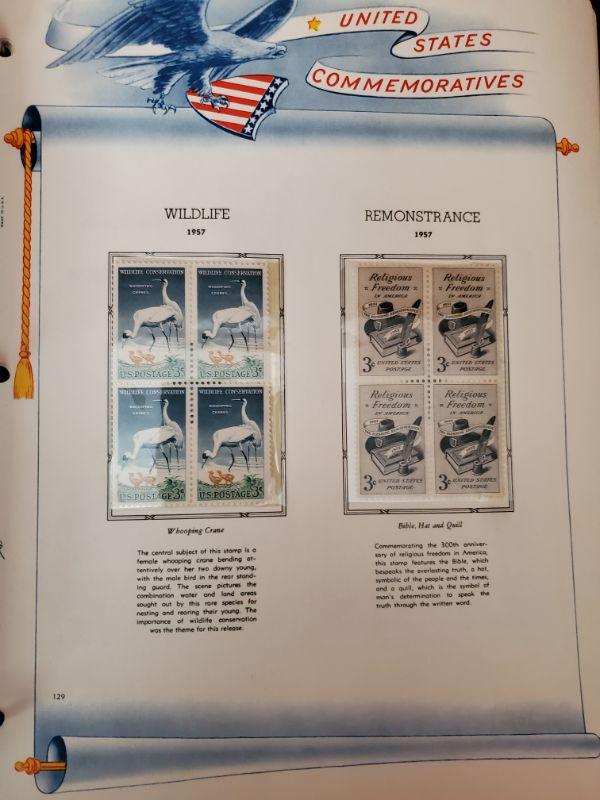 UNITED
STATES
COMMEMORATIVES
WILDLIFE
1957
REMONSTRANCE
1957
WILDLIFE CONSERVATION
WHOOPING
CRANES
U.S. POSTAGE 3¢
WILDLIFE CONSERVATION
WHOOPING
CRANES
U.S. POSTAGE 3¢
WILDLIFE CONSERVATION
WHOOPING
CRANES
U.S. POSTAGE 3¢
WILDLIFE CONSERVATION
WHOOPING
CRANES
U.S. POSTAGE 3¢
Religious
Freedom
IN AMERICA
3¢ UNITED STATES
POSTAGE
Religious
Freedom
IN AMERICA
3¢ UNITED STATES
POSTAGE
Religious
Freedom
IN AMERICA
3¢ UNITED STATES
POSTAGE
Religious
Freedom
IN AMERICA
3¢ UNITED STATES
POSTAGE
Whooping Crane
The central subject of this stamp is a
female whooping crane bending at-
tentively over her two downy young,
with the male bird in the rear stand-
ing guard. The scene pictures the
combination water and land areas
sought out by this rare species for
nesting and rearing their young. The
importance of wildlife conservation
was the theme for this release.
Bible, Hat and Quill
Commemorating the 300th anniver-
sary of religious freedom in America,
this stamp features the Bible, which
bespeaks the everlasting truth, a hat,
symbolic of the people and the times,
and a quill, which is the symbol of
man's determination to speak the
truth through the written word.
129